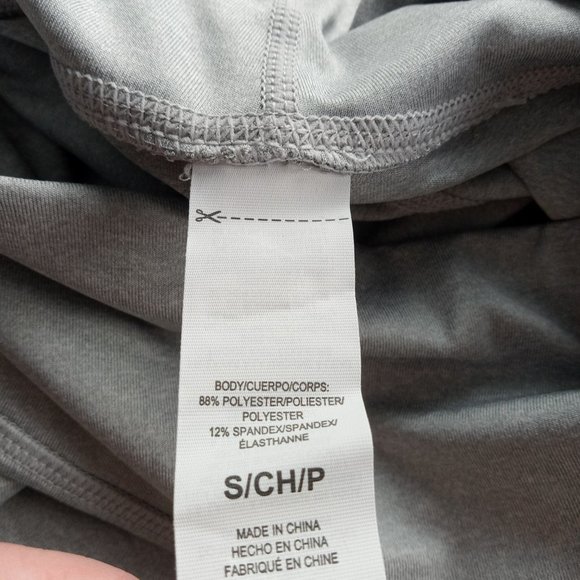 BODY/CUERPO/CORPS:
88% POLYESTER/POLIESTER/
POLYESTER
12% SPANDEX/SPANDEX/
ÉLASTHANNE
S/CH/P
MADE IN CHINA
HECHO EN CHINA
FABRIQUÉ EN CHINE